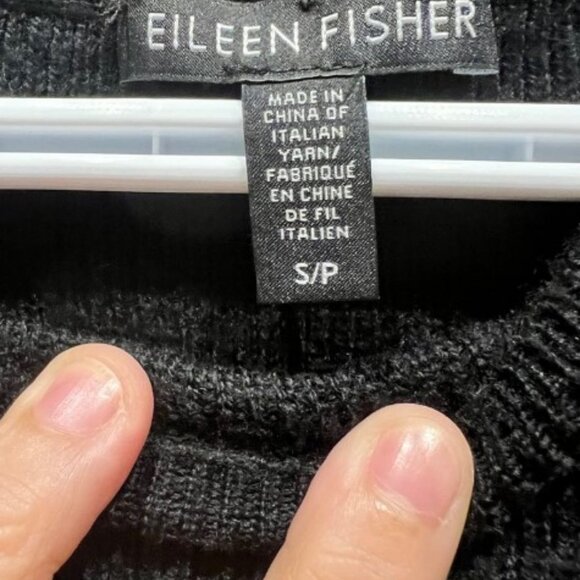 EILEEN FISHER
MADE IN
CHINA OF
ITALIAN
YARN/
FABRIQUÉ
EN CHINE
DE FIL
ITALIEN
S/P